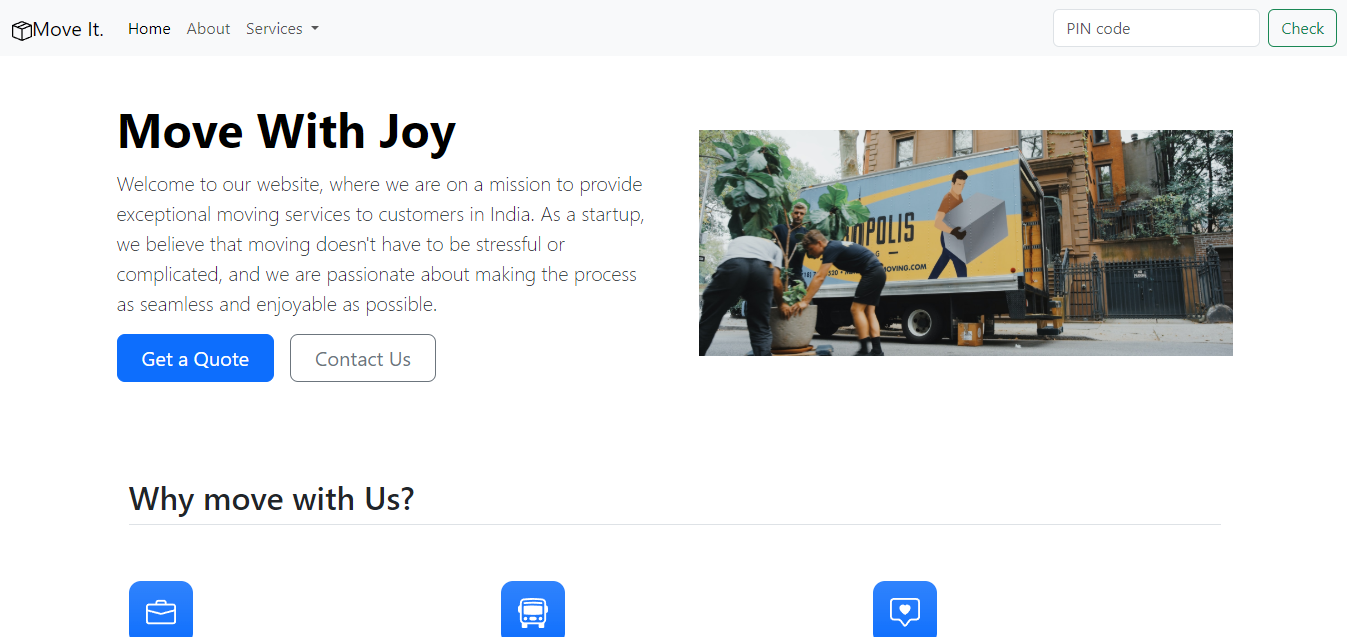 Move It. Home About Services PIN code Check
Move With Joy
Welcome to our website, where we are on a mission to provide
exceptional moving services to customers in India. As a startup,
we believe that moving doesn't have to be stressful or
complicated, and we are passionate about making the process
as seamless and enjoyable as possible.
Get a Quote Contact Us
OPOLIS
MOVING.COM
Why move with Us?